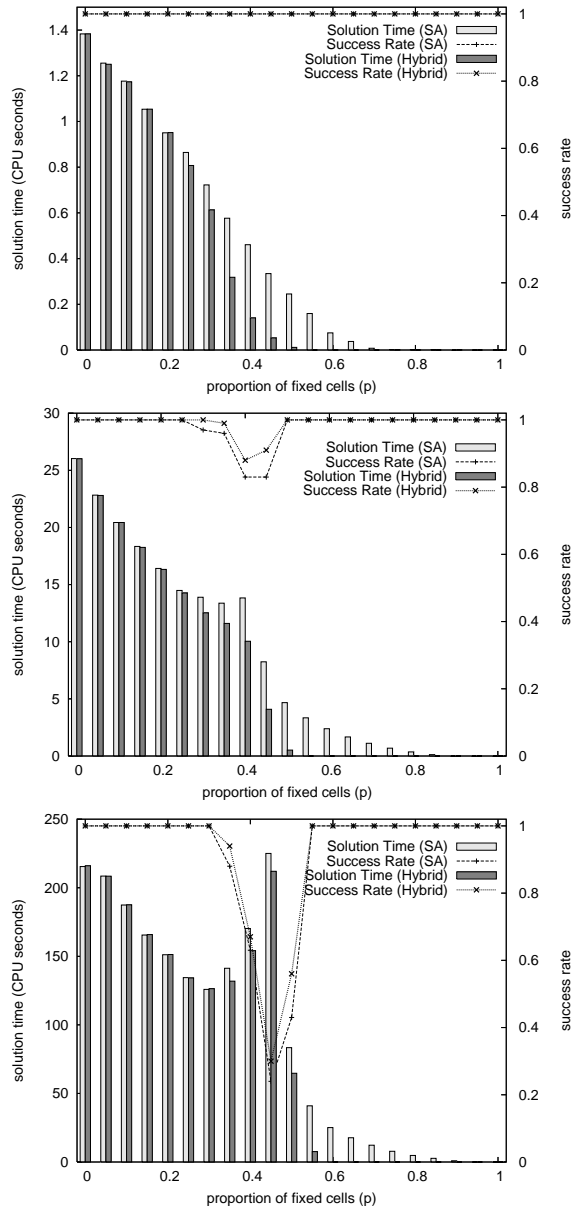 1.4
1.2
1
0.8
0.6
0.4
0.2
0
solution time (CPU seconds)
0 0.2 0.4 0.6 0.8 1
proportion of fixed cells (p)
1
0.8
0.6
0.4
0.2
0
success rate
Solution Time (SA)
Success Rate (SA)
Solution Time (Hybrid)
Success Rate (Hybrid)
30
25
20
15
10
5
0
solution time (CPU seconds)
0 0.2 0.4 0.6 0.8 1
proportion of fixed cells (p)
1
0.8
0.6
0.4
0.2
0
success rate
Solution Time (SA)
Success Rate (SA)
Solution Time (Hybrid)
Success Rate (Hybrid)
250
200
150
100
50
0
solution time (CPU seconds)
0 0.2 0.4 0.6 0.8 1
proportion of fixed cells (p)
1
0.8
0.6
0.4
0.2
0
success rate
Solution Time (SA)
Success Rate (SA)
Solution Time (Hybrid)
Success Rate (Hybrid)